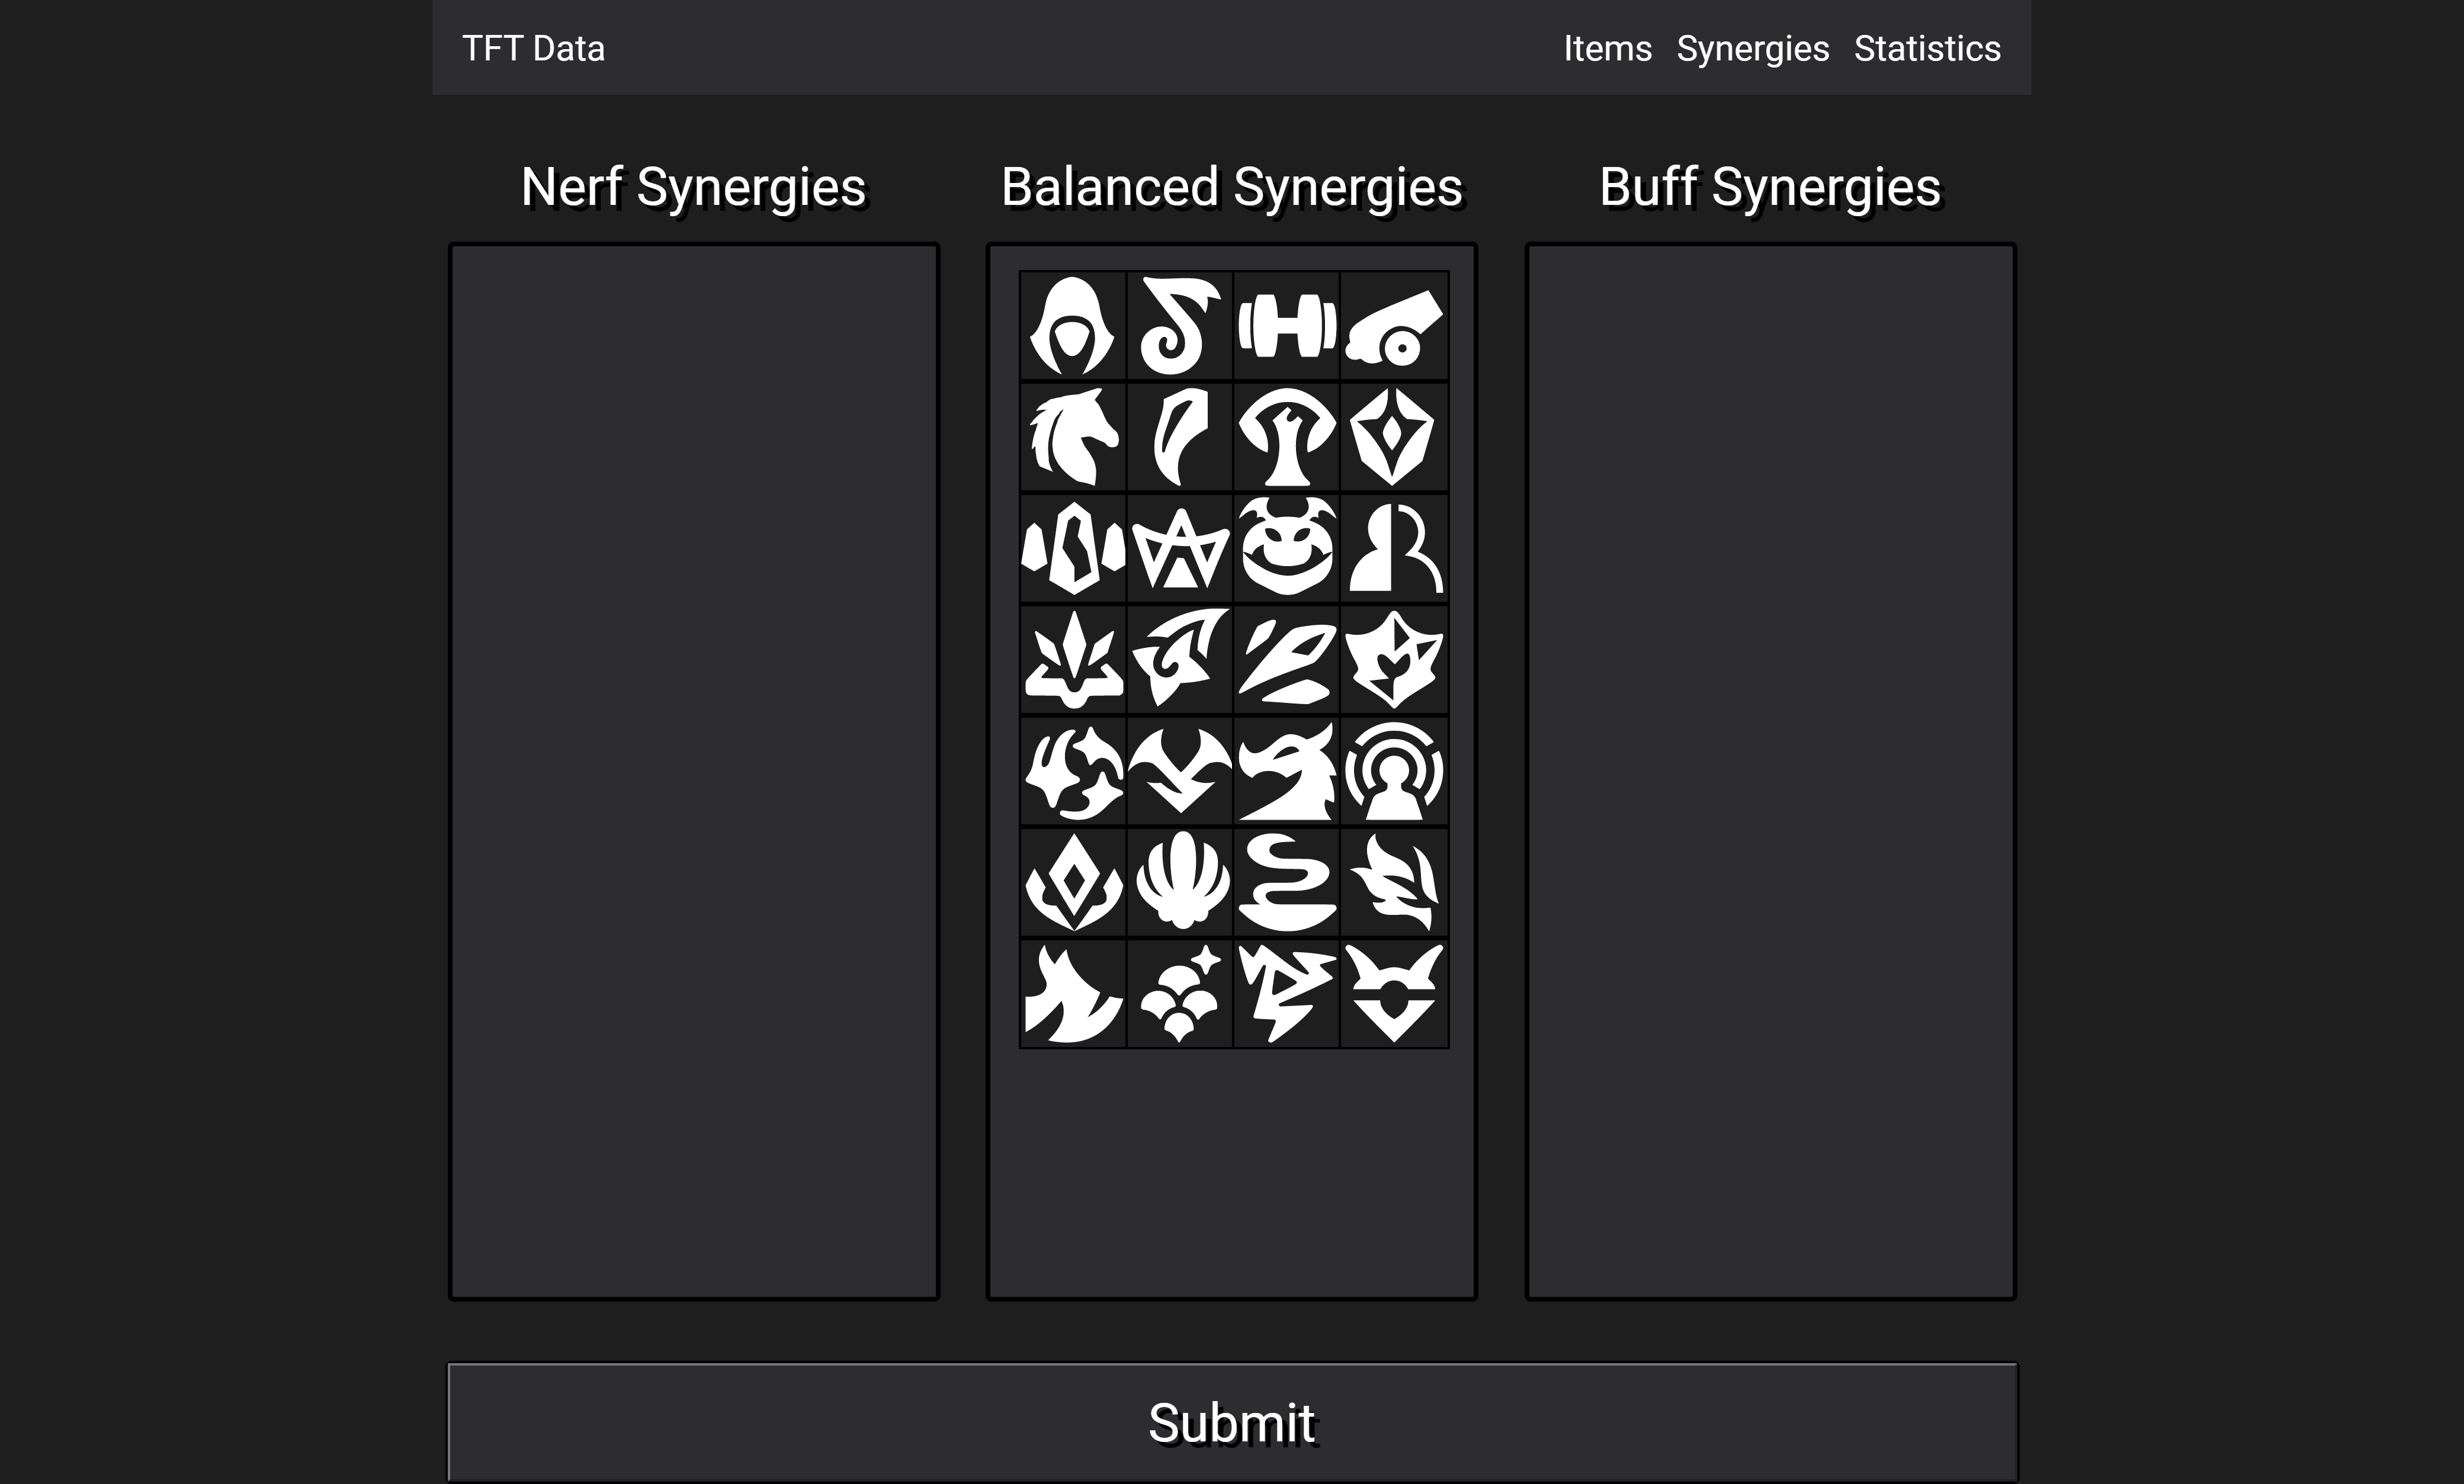 TFT Data
Items Synergies Statistics
Nerf Synergies
Balanced Synergies
Buff Synergies
Submit